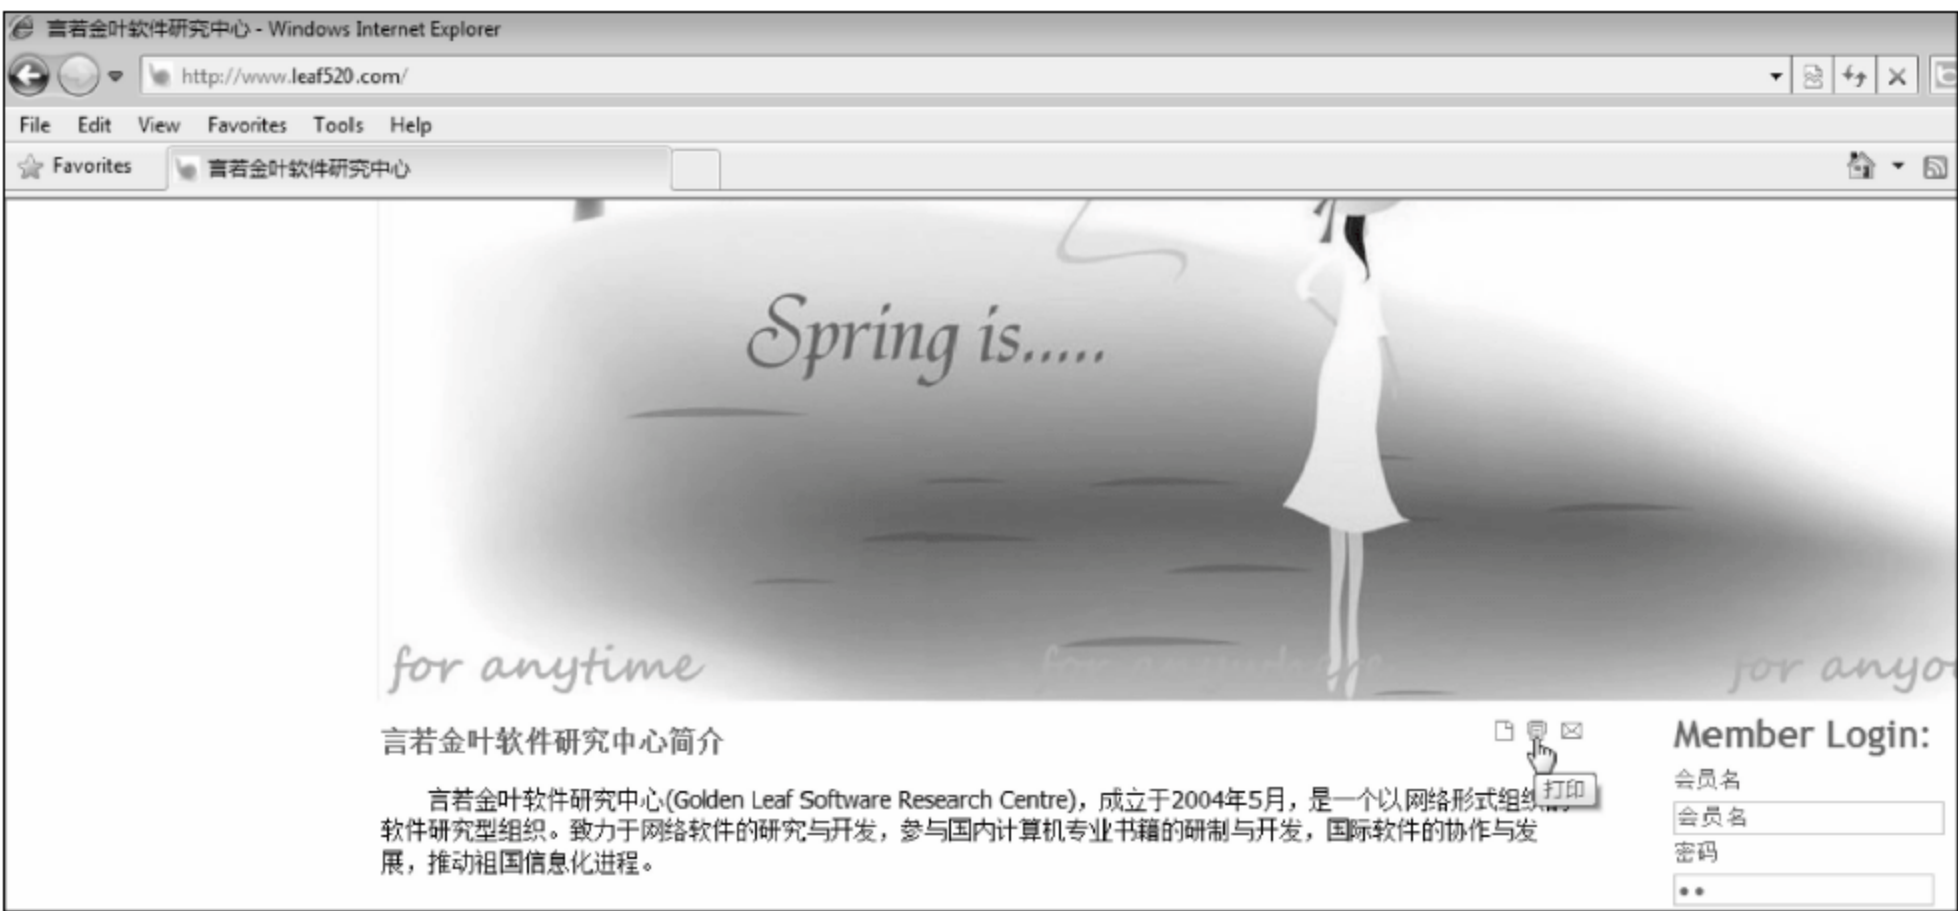 言若金叶软件研究中心 - Windows Internet Explorer
http://www.leaf520.com/
File Edit View Favorites Tools Help
Favorites 言若金叶软件研究中心
Spring is.....
for anytime for anywhere for anyo
言若金叶软件研究中心简介
打印
言若金叶软件研究中心(Golden Leaf Software Research Centre)，成立于2004年5月，是一个以网络形式组织的
软件研究型组织。致力于网络软件的研究与开发，参与国内计算机专业书籍的研制与开发，国际软件的协作与发
展，推动祖国信息化进程。
Member Login:
会员名
会员名
密码